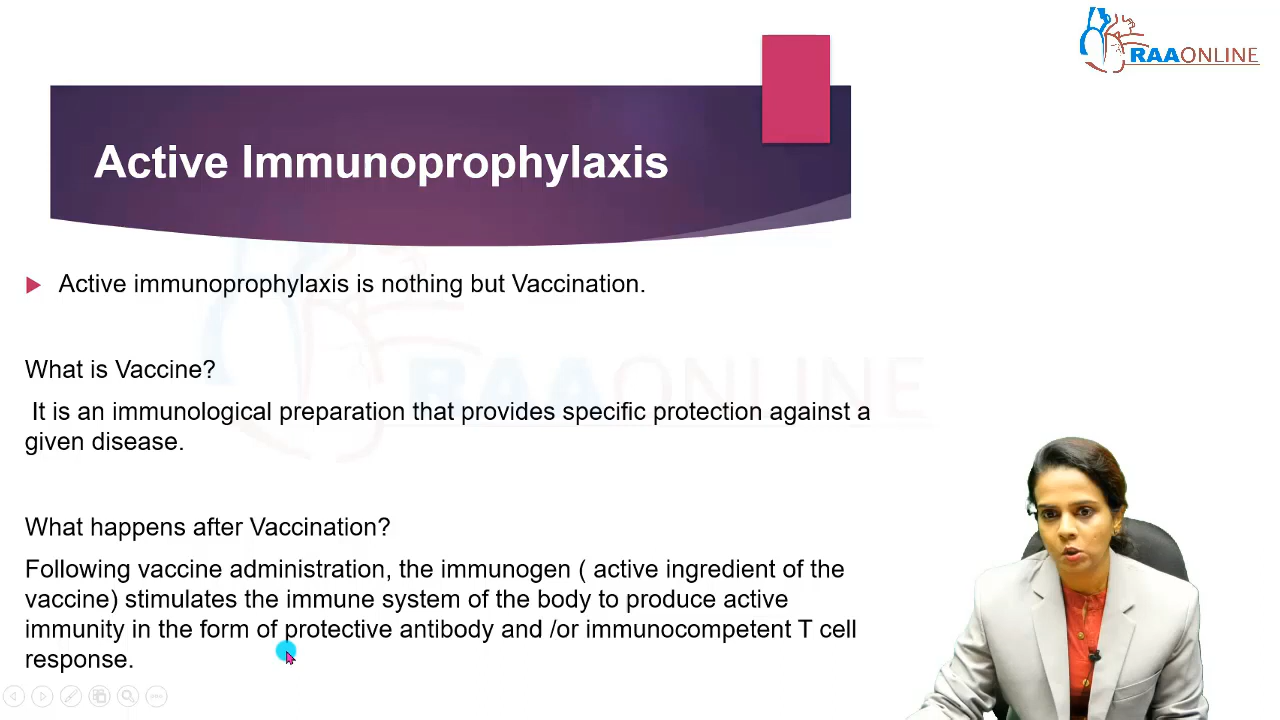 RAAONLINE
Active Immunoprophylaxis
Active immunoprophylaxis is nothing but Vaccination.
RAAONLINE
What is Vaccine?
It is an immunological preparation that provides specific protection against a
given disease.
What happens after Vaccination?
Following vaccine administration, the immunogen ( active ingredient of the
vaccine) stimulates the immune system of the body to produce active
immunity in the form of protective antibody and /or immunocompetent T cell
response.